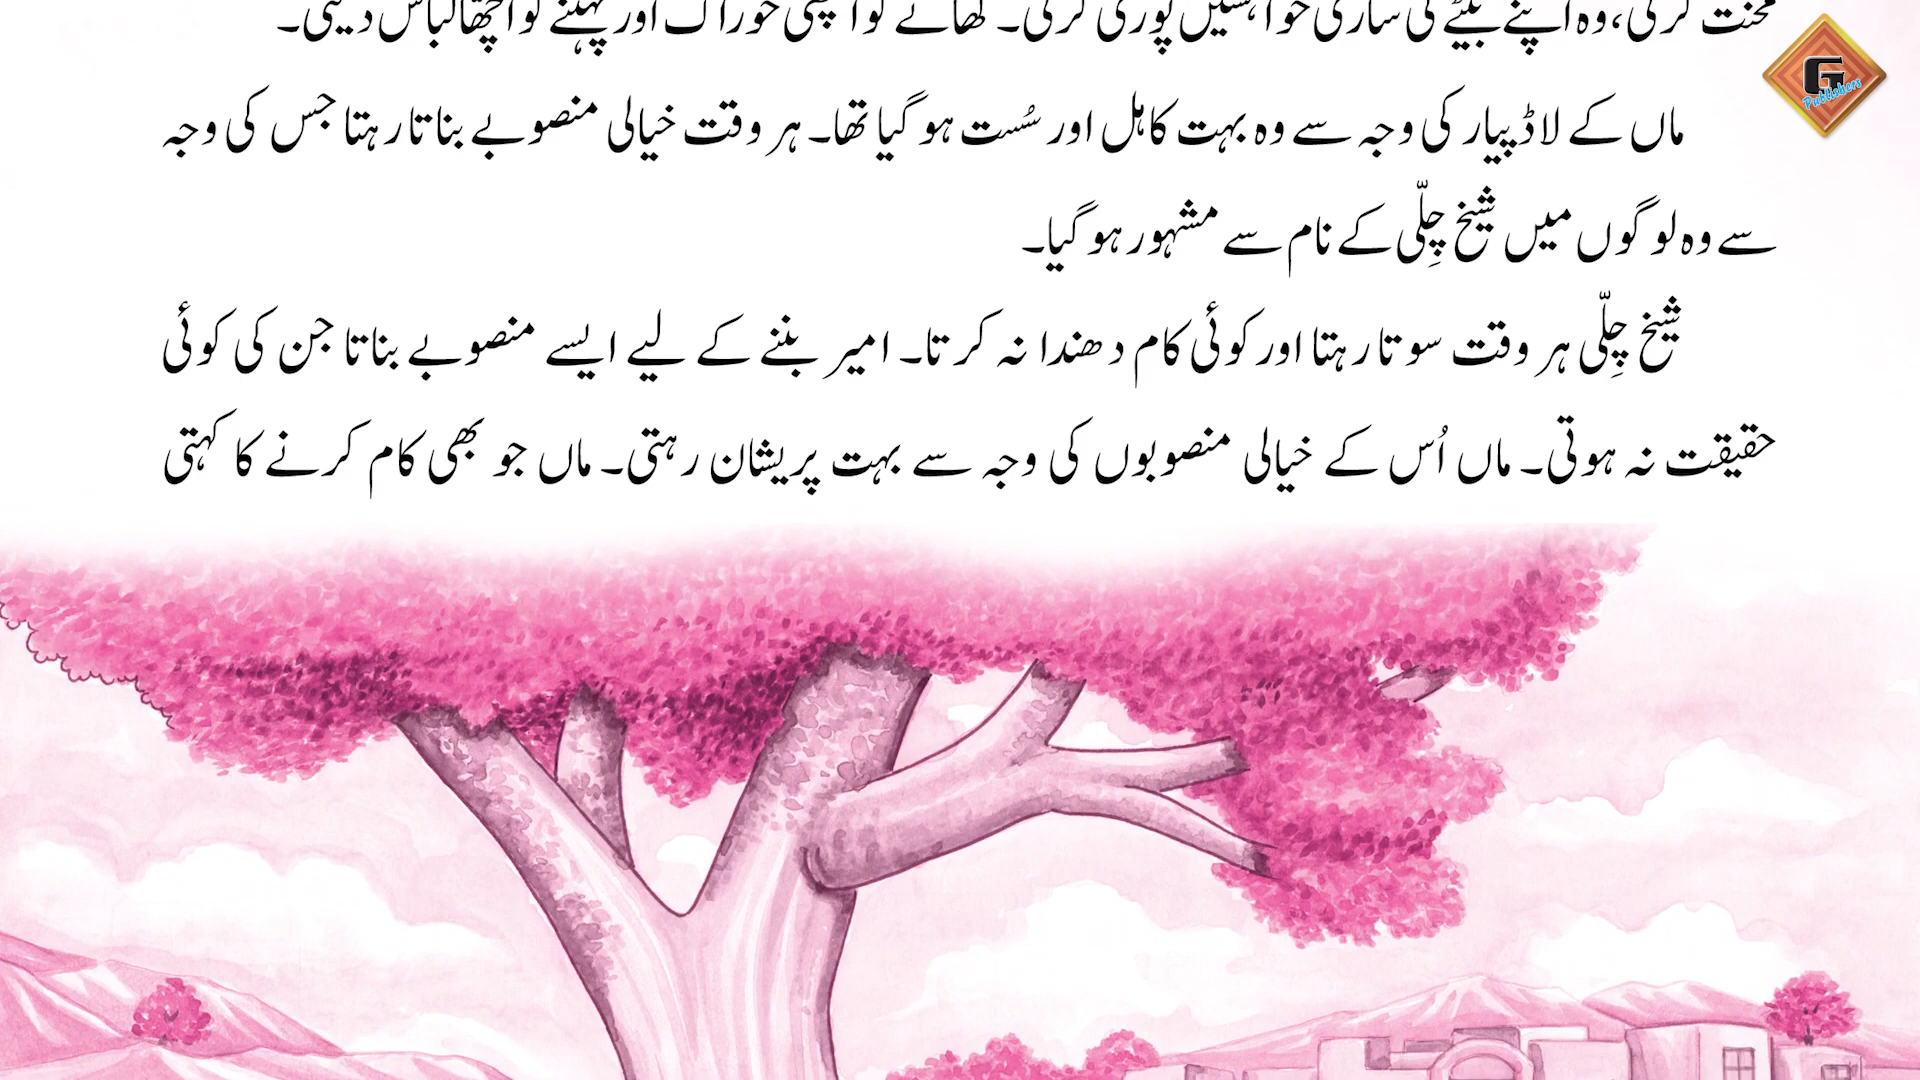 محنت کرتی، وہ اپنے بیٹے کی ساری خواہشیں پوری کرتی۔ کھانے کو اچھی خوراک اور پہننے کو اچھا لباس دیتی۔
ماں کے لاڈ پیار کی وجہ سے وہ بہت کاہل اور سُست ہو گیا تھا۔ ہر وقت خیالی منصوبے بناتا رہتا جس کی وجہ
سے وہ لوگوں میں شیخ چِلّی کے نام سے مشہور ہو گیا۔
شیخ چِلّی ہر وقت سوتا رہتا اور کوئی کام دھندا نہ کرتا۔ امیر بننے کے لیے ایسے منصوبے بناتا جن کی کوئی
حقیقت نہ ہوتی۔ ماں اُس کے خیالی منصوبوں کی وجہ سے بہت پریشان رہتی۔ ماں جو بھی کام کرنے کا کہتی
G
Publishers